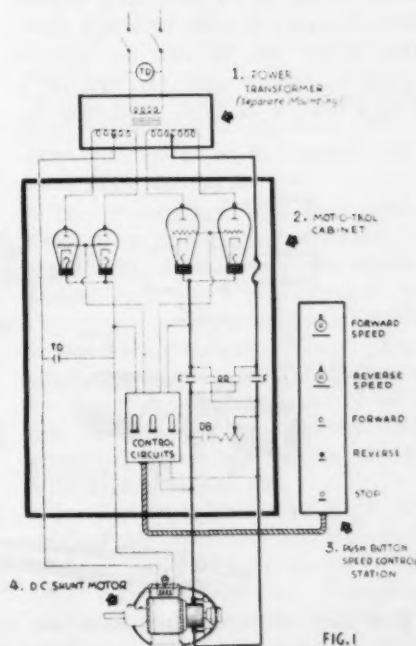 TD
1. POWER
TRANSFORMER
(Separate Mounting)
2. MOT-O-TROL
CABINET
FORWARD
SPEED
REVERSE
SPEED
FORWARD
REVERSE
STOP
TD
F
RR
F
DB
CONTROL
CIRCUITS
3. PUSH BUTTON
SPEED CONTROL
STATION
4. DC SHUNT MOTOR
FIG.1